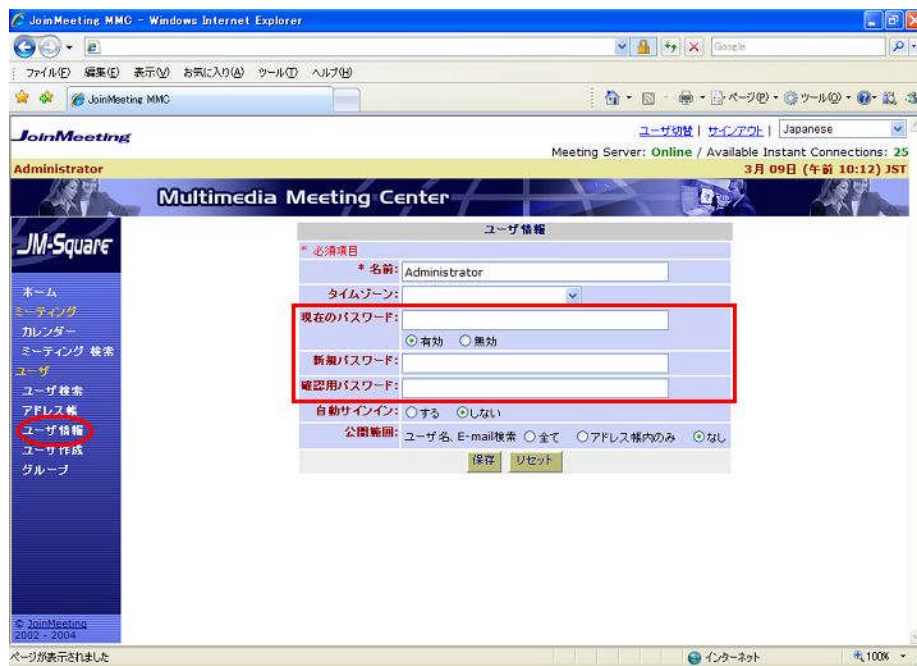 JoinMeeting MMC - Windows Internet Explorer
Google
ファイル(F) 編集(E) 表示(V) お気に入り(A) ツール(T) ヘルプ(H)
JoinMeeting MMC
ページ(P) ツール(O)
JoinMeeting
ユーザ切替 | サインアウト | Japanese
Meeting Server: Online / Available Instant Connections: 25
Administrator
3月 09日 (午前 10:12) JST
Multimedia Meeting Center
JM-Square
ホーム
ミーティング
カレンダー
ミーティング 検索
ユーザ
ユーザ検索
アドレス帳
ユーザ情報
ユーザ作成
グループ
ユーザ情報
* 必須項目
* 名前: Administrator
タイムゾーン:
現在のパスワード:
有効 無効
新規パスワード:
確認用パスワード:
自動サインイン: する しない
公開範囲: ユーザ名、E-mail検索 全て アドレス帳内のみ なし
保存 リセット
© JoinMeeting
2002 - 2004
ページが表示されました
インターネット
100%